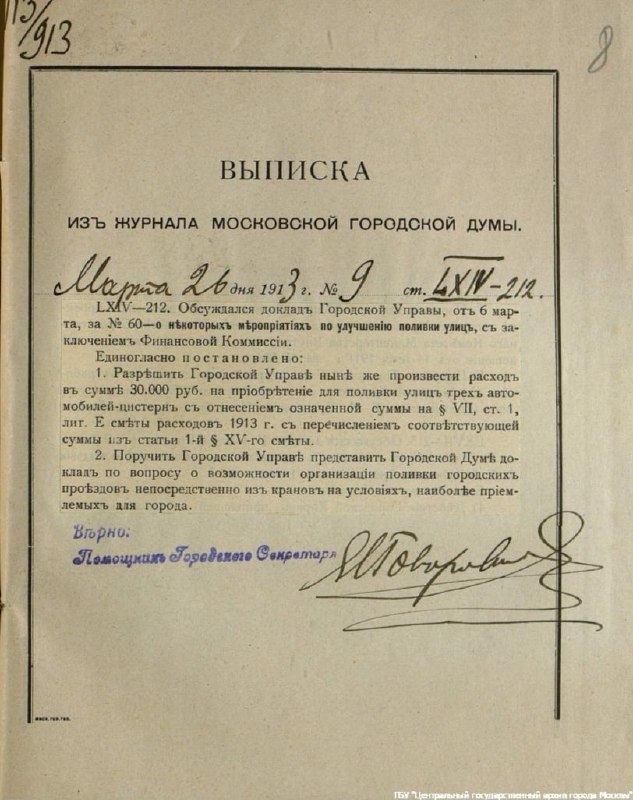 913
8
ВЫПИСКА
ИЗЪ ЖУРНАЛА МОСКОВСКОЙ ГОРОДСКОЙ ДУМЫ.
Марта 26 дня 1913 г. № 9 ст. LXIV-212.
LXIV—212. Обсуждался докладъ Городской Управы, отъ 6 мар-
та, за № 60—о нѣкоторыхъ мѣропріятіяхъ по улучшенію поливки улицъ, съ за-
ключеніемъ Финансовой Коммиссіи.
Единогласно постановлено:
1. Разрѣшить Городской Управѣ нынѣ же произвести расходъ
въ суммѣ 30.000 руб. на пріобрѣтеніе для поливки улицъ трехъ авто-
мобилей-цистернъ съ отнесеніемъ означенной суммы на § VII, ст. 1,
лит. Е смѣты расходовъ 1913 г. съ перечисленіемъ соотвѣтствующей
суммы изъ статьи 1-й § XV-го смѣты.
2. Поручить Городской Управѣ представить Городской Думѣ до-
кладъ по вопросу о возможности организаціи поливки городскихъ
проѣздовъ непосредственно изъ крановъ на условіяхъ, наиболѣе пріем-
лемыхъ для города.
Вѣрно:
Помощникъ Городского Секретаря
МОСК. ГОР. ТИП.
ГБУ "Центральный государственный архив города Москвы"